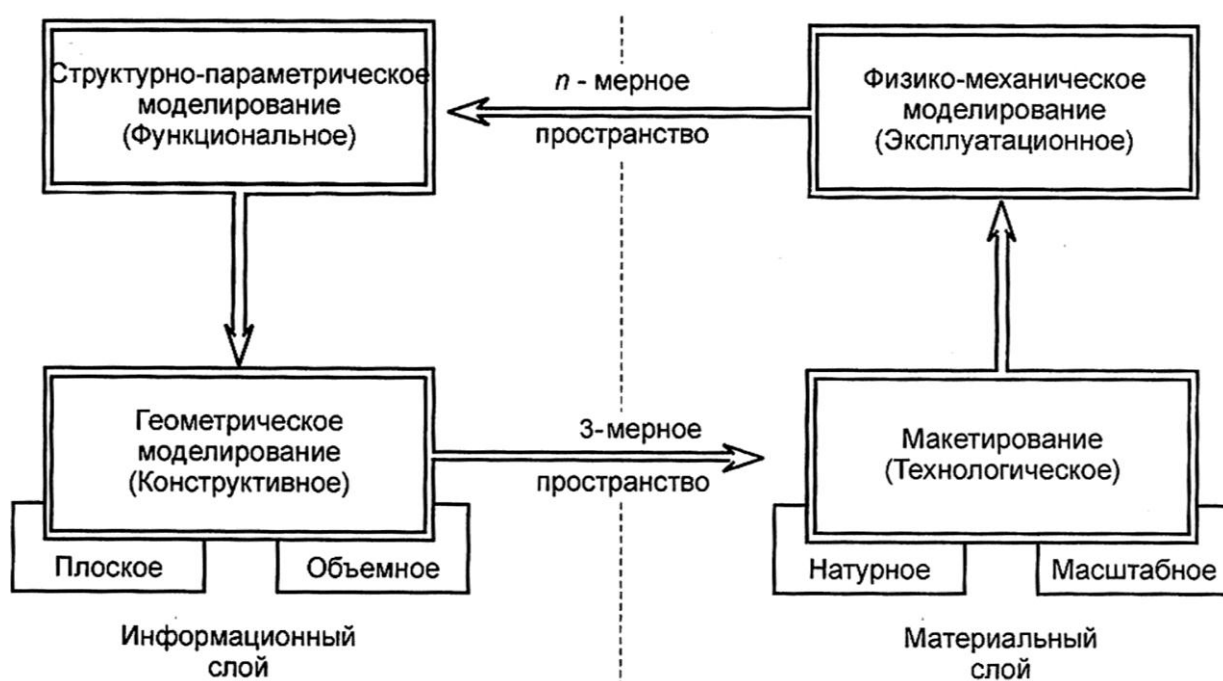 Структурно-параметрическое
моделирование
(Функциональное)
n - мерное
пространство
Физико-механическое
моделирование
(Эксплуатационное)
Геометрическое
моделирование
(Конструктивное)
3-мерное
пространство
Макетирование
(Технологическое)
Плоское
Объемное
Натурное
Масштабное
Информационный
слой
Материальный
слой